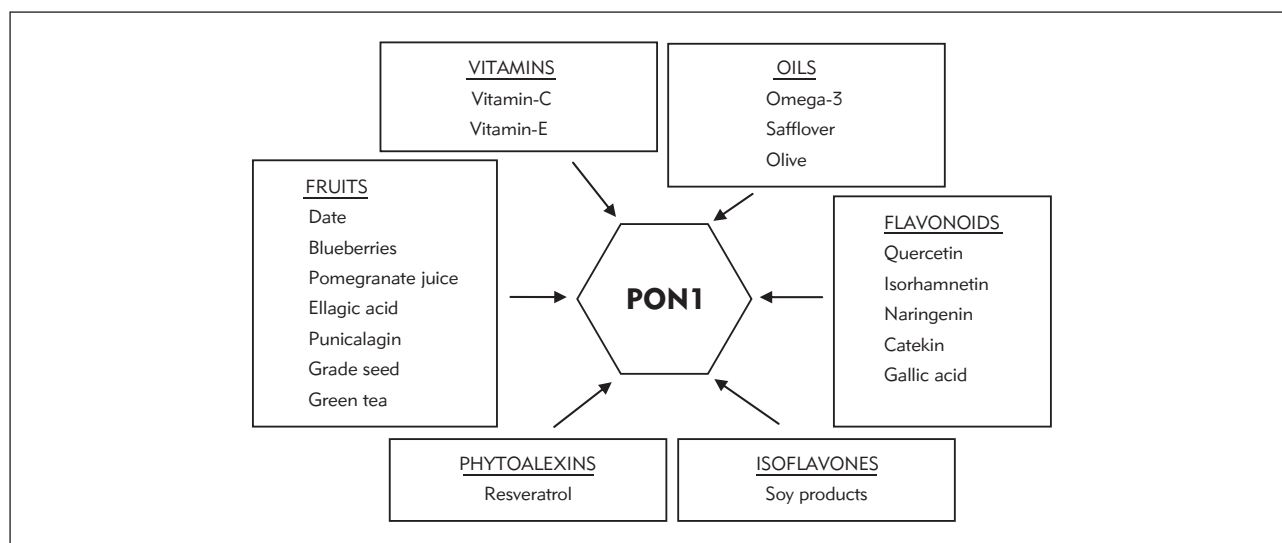 VITAMINS
Vitamin-C
Vitamin-E
OILS
Omega-3
Safflover
Olive
FRUITS
Date
Blueberries
Pomegranate juice
Ellagic acid
Punicalagin
Grade seed
Green tea
PON1
FLAVONOIDS
Quercetin
Isorhamnetin
Naringenin
Catekin
Gallic acid
PHYTOALEXINS
Resveratrol
ISOFLAVONES
Soy products